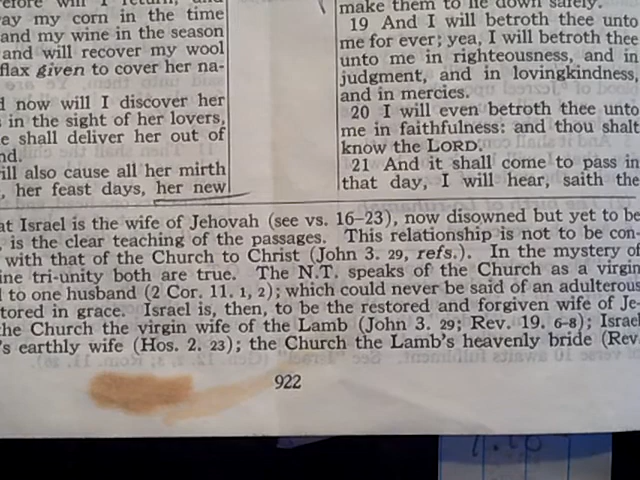 fore will I return, and
ay my corn in the time
and my wine in the season
and will recover my wool
flax given to cover her na-
now will I discover her
in the sight of her lovers,
e shall deliver her out of
nd.
ill also cause all her mirth
, her feast days, her new
make them to lie down safely.
19 And I will betroth thee unto
me for ever; yea, I will betroth thee
unto me in righteousness, and in
judgment, and in lovingkindness,
and in mercies.
20 I will even betroth thee unto
me in faithfulness: and thou shalt
know the LORD.
21 And it shall come to pass in
that day, I will hear, saith the
at Israel is the wife of Jehovah (see vs. 16–23), now disowned but yet to be
, is the clear teaching of the passages. This relationship is not to be con-
with that of the Church to Christ (John 3. 29, refs.). In the mystery of
ine tri-unity both are true. The N.T. speaks of the Church as a virgin
d to one husband (2 Cor. 11. 1, 2); which could never be said of an adulterous
tored in grace. Israel is, then, to be the restored and forgiven wife of Je-
the Church the virgin wife of the Lamb (John 3. 29; Rev. 19. 6–8); Israel
's earthly wife (Hos. 2. 23); the Church the Lamb's heavenly bride (Rev.
922